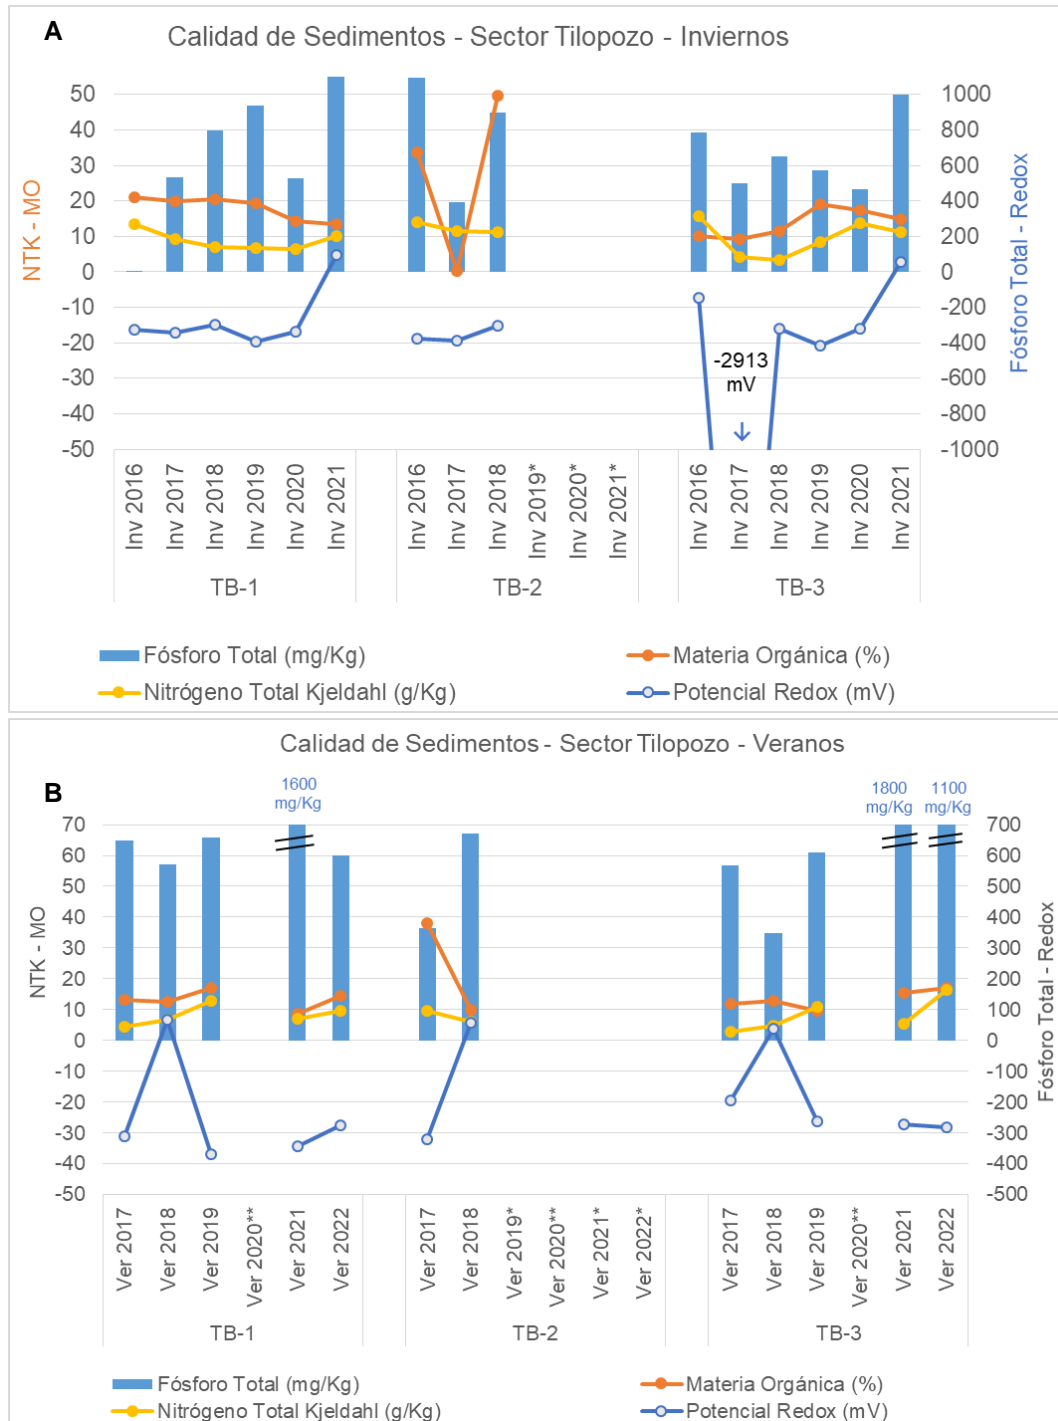 A
Calidad de Sedimentos - Sector Tilopozo - Inviernos
50
40
30
20
10
0
-10
-20
-30
-40
-50
NTK - MO
1000
800
600
400
200
0
-200
-400
-600
-800
-1000
Fósforo Total - Redox
-2913
mV
Inv 2016
Inv 2017
Inv 2018
Inv 2019
Inv 2020
Inv 2021
Inv 2016
Inv 2017
Inv 2018
Inv 2019*
Inv 2020*
Inv 2021*
Inv 2016
Inv 2017
Inv 2018
Inv 2019
Inv 2020
Inv 2021
TB-1
TB-2
TB-3
Fósforo Total (mg/Kg)
Materia Orgánica (%)
Nitrógeno Total Kjeldahl (g/Kg)
Potencial Redox (mV)
Calidad de Sedimentos - Sector Tilopozo - Veranos
B
1600
mg/Kg
1800
mg/Kg
1100
mg/Kg
70
60
50
40
30
20
10
0
-10
-20
-30
-40
-50
NTK - MO
700
600
500
400
300
200
100
0
-100
-200
-300
-400
-500
Fósforo Total - Redox
Ver 2017
Ver 2018
Ver 2019
Ver 2020**
Ver 2021
Ver 2022
Ver 2017
Ver 2018
Ver 2019*
Ver 2020**
Ver 2021*
Ver 2022*
Ver 2017
Ver 2018
Ver 2019
Ver 2020**
Ver 2021
Ver 2022
TB-1
TB-2
TB-3
Fósforo Total (mg/Kg)
Materia Orgánica (%)
Nitrógeno Total Kjeldahl (g/Kg)
Potencial Redox (mV)